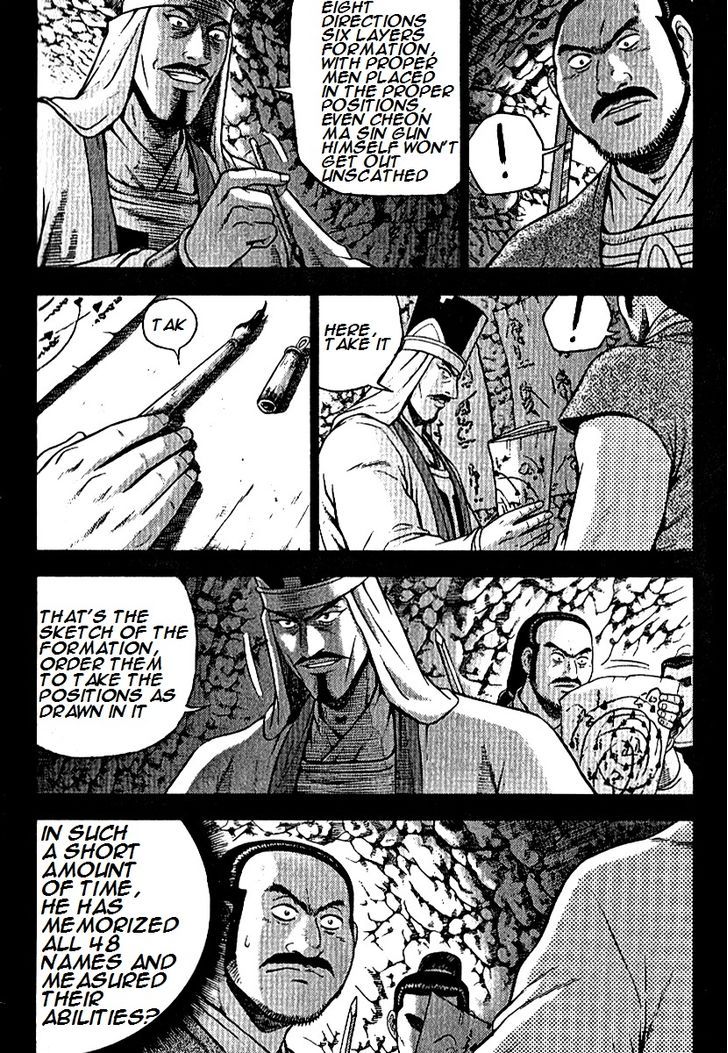 EIGHT
DIRECTIONS
SIX LAYERS
FORMATION,
WITH PROPER
MEN PLACED
IN THE PROPER
POSITIONS,
EVEN CHEON
MA SIN GUN
HIMSELF WON'T
GET OUT
UNSCATHED
!
TAK
HERE,
TAKE IT
!
THAT'S THE
SKETCH OF THE
FORMATION,
ORDER THEM
TO TAKE THE
POSITIONS AS
DRAWN IN IT
IN SUCH
A SHORT
AMOUNT
OF TIME,
HE HAS
MEMORIZED
ALL 48
NAMES AND
MEASURED
THEIR
ABILITIES?